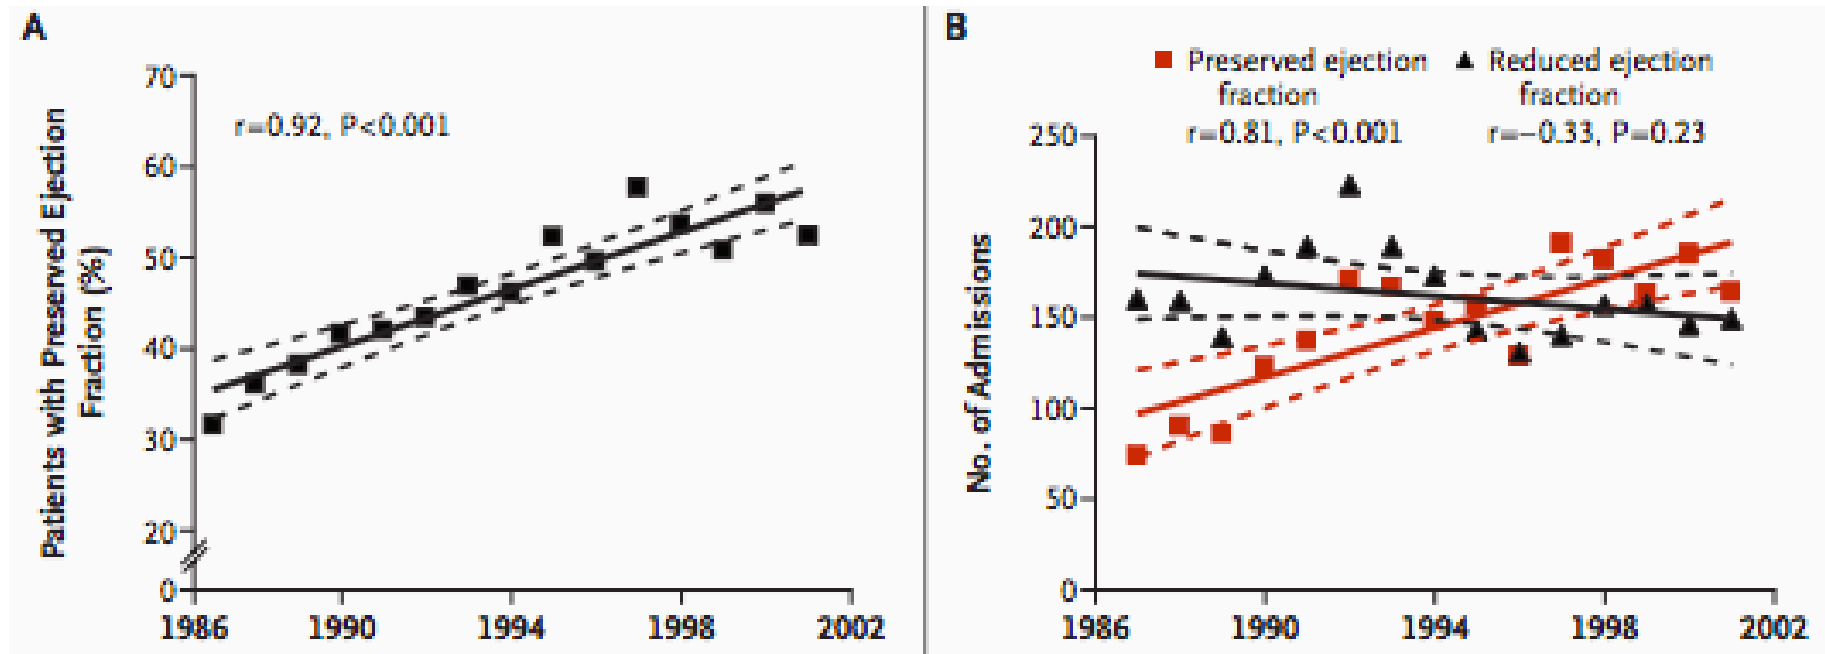 A
70
60
50
40
30
20
0
r=0.92, P<0.001
Patients with Preserved Ejection
Fraction (%)
1986 1990 1994 1998 2002
B
Preserved ejection
fraction
r=0.81, P<0.001
Reduced ejection
fraction
r=−0.33, P=0.23
250
200
150
100
50
0
No. of Admissions
1986 1990 1994 1998 2002